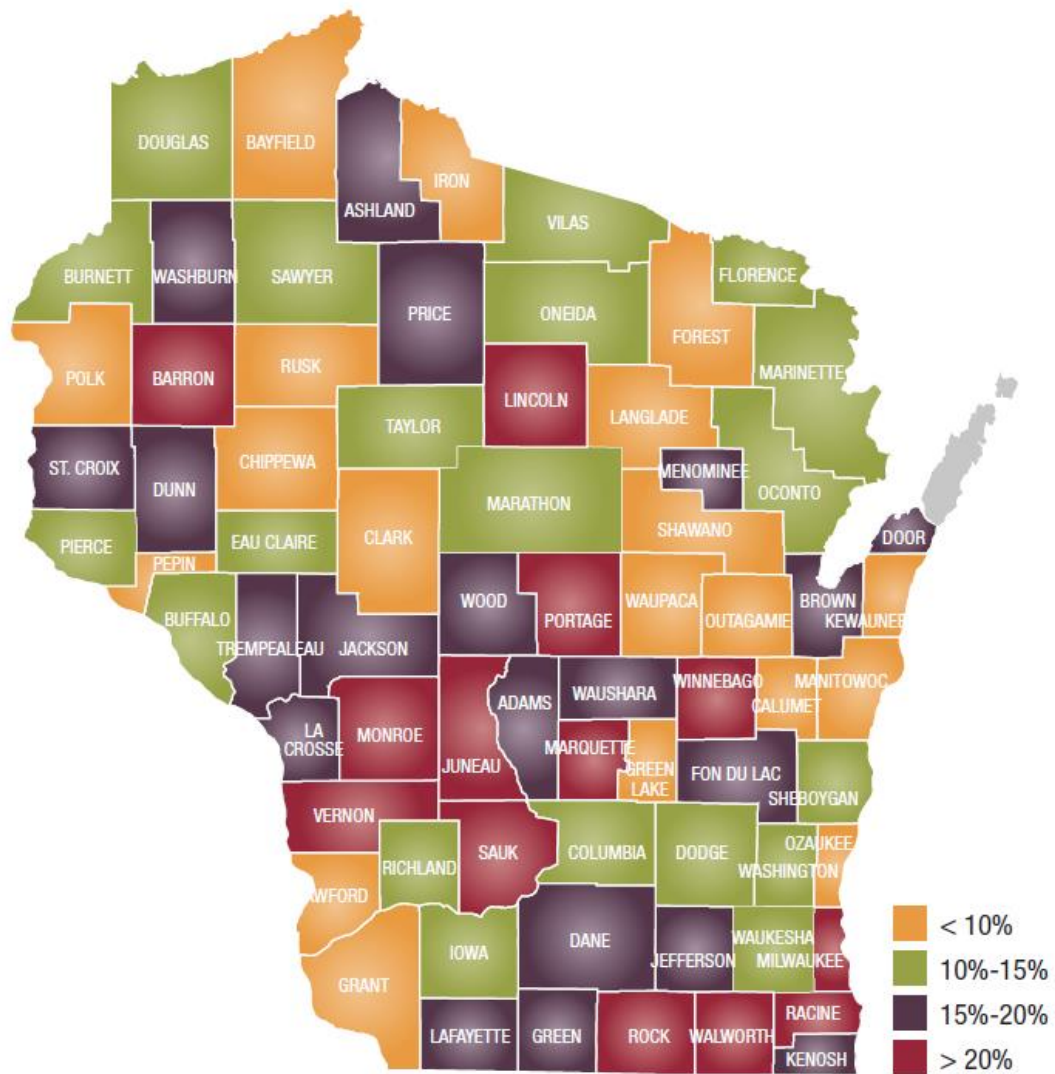 DOUGLAS
BAYFIELD
IRON
ASHLAND
VILAS
BURNETT
WASHBURN
SAWYER
FLORENCE
PRICE
ONEIDA
FOREST
POLK
BARRON
RUSK
MARINETTE
LINCOLN
LANGLADE
TAYLOR
ST. CROIX
CHIPPEWA
MENOMINEE
DUNN
OCONTO
MARATHON
SHAWANO
CLARK
DOOR
PIERCE
EAU CLAIRE
PEPIN
WOOD
WAUPACA
BROWN
BUFFALO
PORTAGE
OUTAGAMIE
KEWAUNEE
TREMPEALEAU
JACKSON
WINNEBAGO
MANITOWOC
ADAMS
WAUSHARA
CALUMET
LA
CROSSE
MONROE
MARQUETTE
JUNEAU
GREEN
LAKE
FON DU LAC
SHEBOYGAN
VERNON
OZAUKEE
SAUK
COLUMBIA
DODGE
RICHLAND
WASHINGTON
WFORD
DANE
WAUKESHA
IOWA
JEFFERSON
MILWAUKEE
GRANT
RACINE
LAFAYETTE
GREEN
ROCK
WALWORTH
KENOSH
< 10%
10%-15%
15%-20%
> 20%